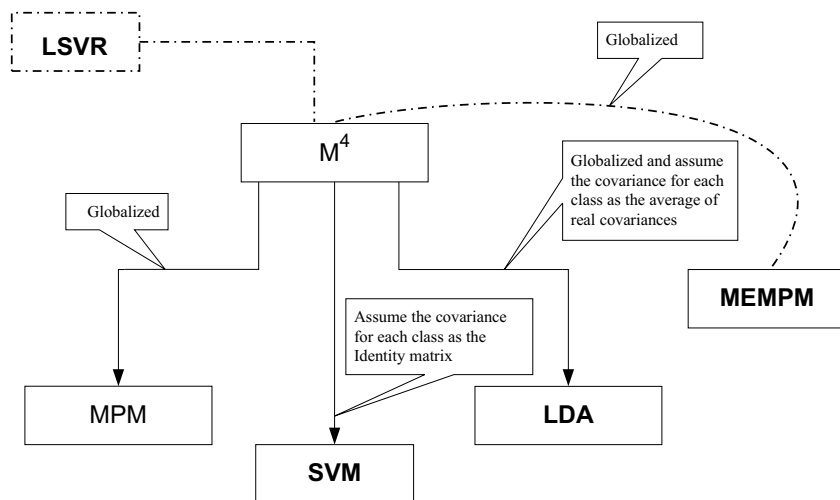 LSVR
Globalized
M⁴
Globalized and assume
the covariance for each
class as the average of
real covariances
Globalized
MEMPM
Assume the covariance
for each class as the
Identity matrix
MPM
LDA
SVM